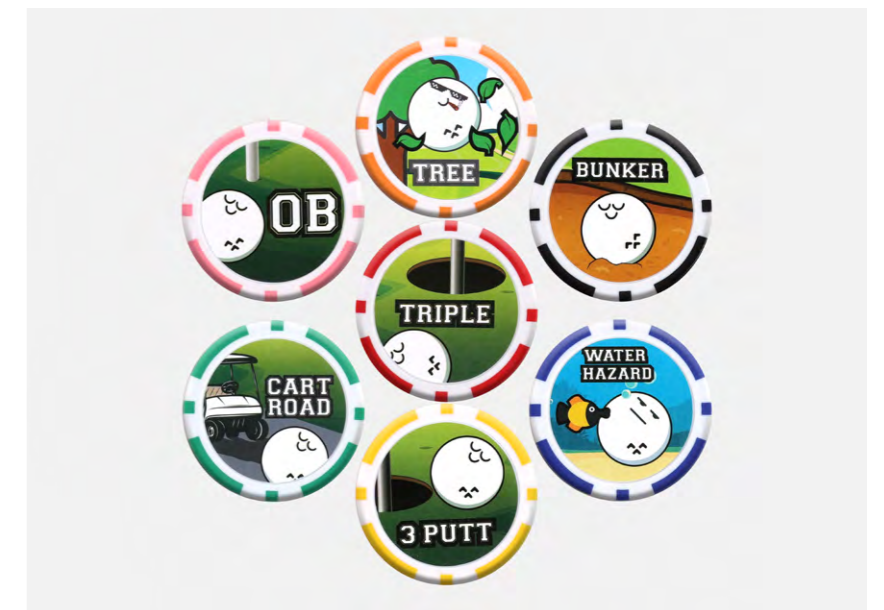 TREE
OB
BUNKER
TRIPLE
CART
ROAD
WATER
HAZARD
3 PUTT